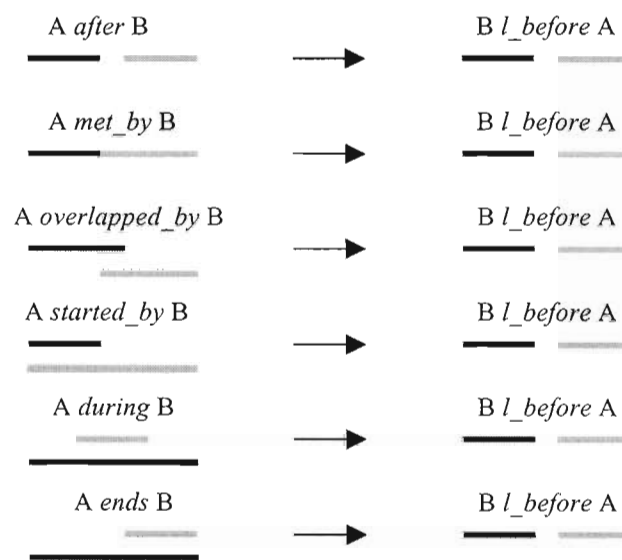 A after B B l_before A
A met_by B B l_before A
A overlapped_by B B l_before A
A started_by B B l_before A
A during B B l_before A
A ends B B l_before A